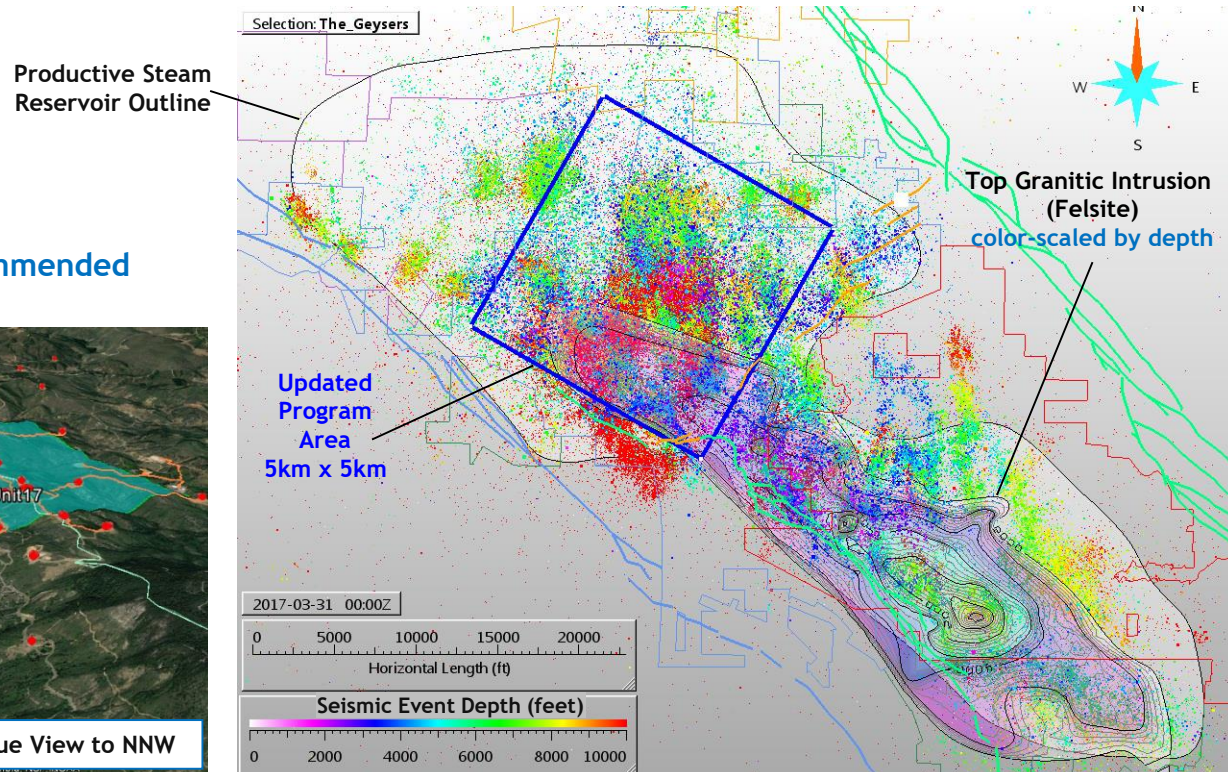 Selection: The_Geysers
N
W
E
S
Productive Steam
Reservoir Outline
Top Granitic Intrusion
(Felsite)
color-scaled by depth
mmended
Updated
Program
Area
5km x 5km
nit17
ue View to NNW
2017-03-31 00:00Z
0 5000 10000 15000 20000
Horizontal Length (ft)
Seismic Event Depth (feet)
0 2000 4000 6000 8000 10000